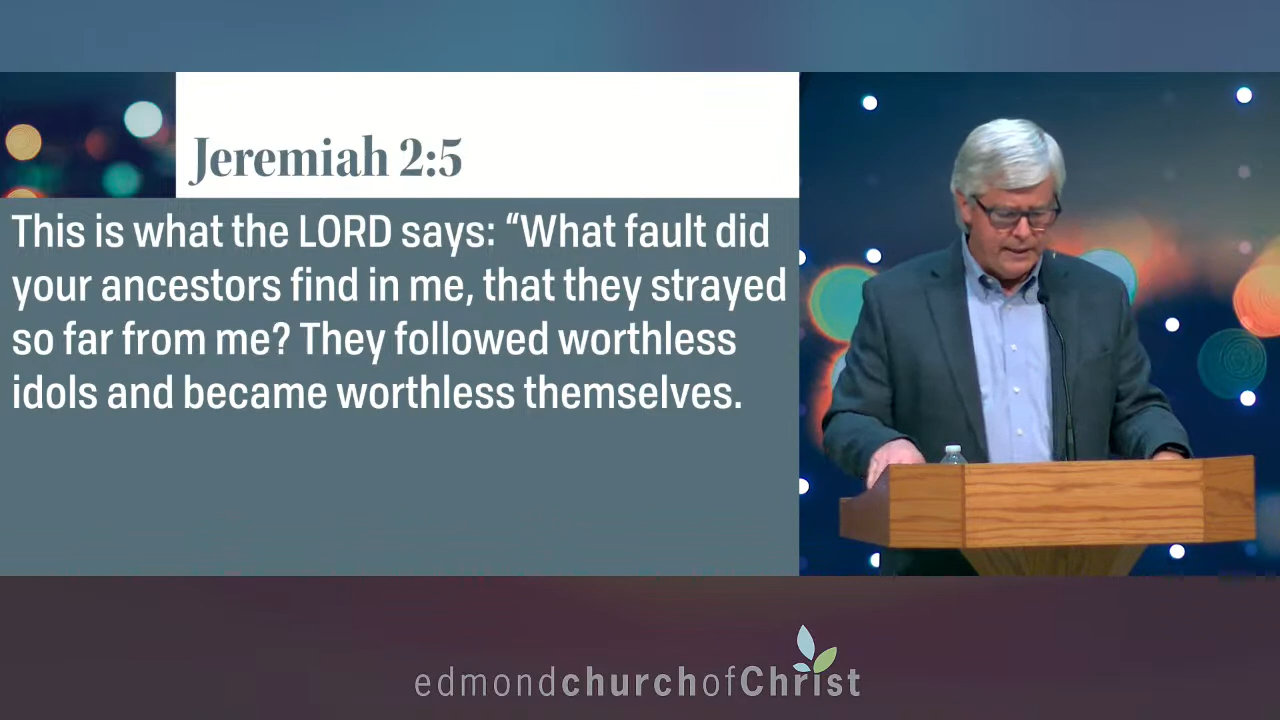 Jeremiah 2:5
This is what the LORD says: “What fault did
your ancestors find in me, that they strayed
so far from me? They followed worthless
idols and became worthless themselves.
edmondchurchofChrist